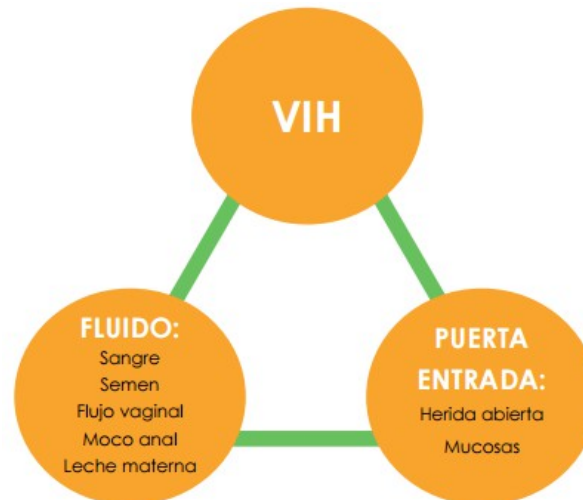 VIH
FLUIDO:
Sangre
Semen
Flujo vaginal
Moco anal
Leche materna
PUERTA
ENTRADA:
Herida abierta
Mucosas